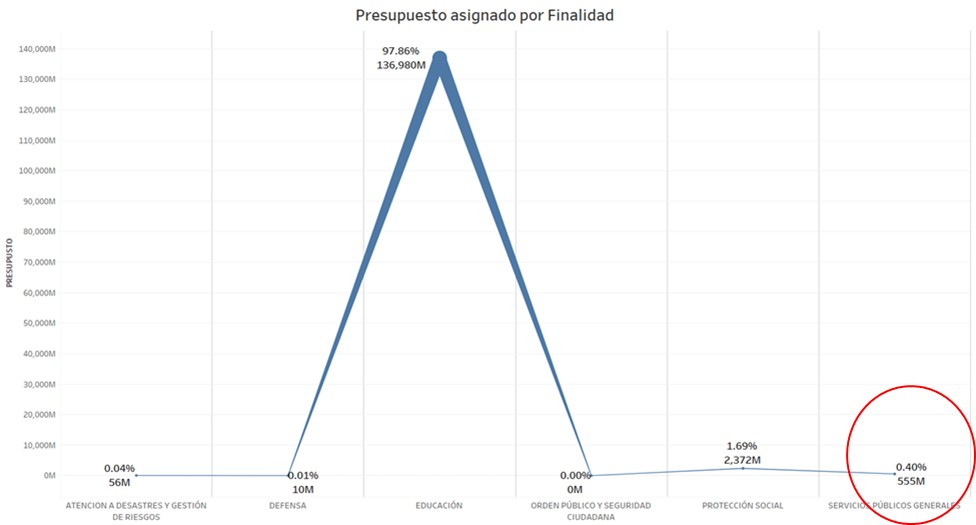 Presupuesto asignado por Finalidad
140,000M
130,000M
120,000M
110,000M
100,000M
90,000M
80,000M
70,000M
60,000M
50,000M
40,000M
30,000M
20,000M
10,000M
0M
PRESUPUSTO
0.04%
56M
0.01%
10M
97.86%
136,980M
0.00%
0M
1.69%
2,372M
0.40%
555M
ATENCION A DESASTRES Y GESTIÓN
DE RIESGOS
DEFENSA
EDUCACIÓN
ORDEN PÚBLICO Y SEGURIDAD
CIUDADANA
PROTECCIÓN SOCIAL
SERVICIOS PÚBLICOS GENERALES